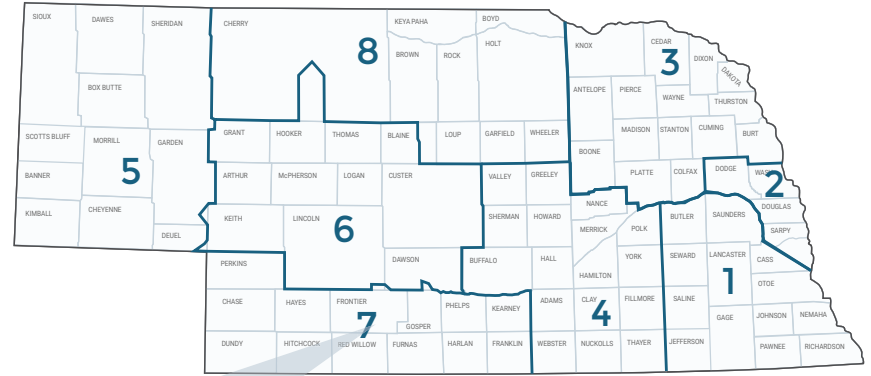 SIOUX
DAWES
SHERIDAN
CHERRY
KEYA PAHA
BOYD
8
BROWN
ROCK
HOLT
KNOX
CEDAR
3
DIXON
DAKOTA
BOX BUTTE
ANTELOPE
PIERCE
WAYNE
THURSTON
SCOTTS BLUFF
MORRILL
GARDEN
GRANT
HOOKER
THOMAS
BLAINE
LOUP
GARFIELD
WHEELER
MADISON
STANTON
CUMING
BURT
BOONE
5
BANNER
ARTHUR
McPHERSON
LOGAN
CUSTER
VALLEY
GREELEY
PLATTE
COLFAX
DODGE
2
KIMBALL
CHEYENNE
DEUEL
KEITH
LINCOLN
6
SHERMAN
HOWARD
NANCE
MERRICK
POLK
BUTLER
SAUNDERS
DOUGLAS
SARPY
PERKINS
DAWSON
BUFFALO
HALL
HAMILTON
YORK
SEWARD
LANCASTER
CASS
1
OTOE
CHASE
HAYES
FRONTIER
7
GOSPER
PHELPS
KEARNEY
ADAMS
CLAY
4
FILLMORE
SALINE
GAGE
JOHNSON
NEMAHA
DUNDY
HITCHCOCK
RED WILLOW
FURNAS
HARLAN
FRANKLIN
WEBSTER
NUCKOLLS
THAYER
JEFFERSON
PAWNEE
RICHARDSON